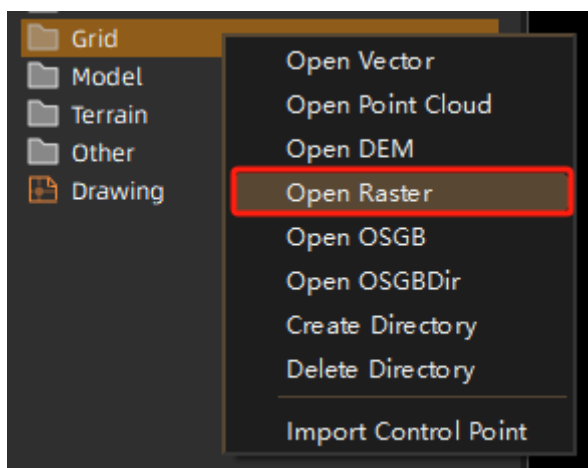 Grid
Model
Terrain
Other
Drawing
Open Vector
Open Point Cloud
Open DEM
Open Raster
Open OSGB
Open OSGBDir
Create Directory
Delete Directory
Import Control Point